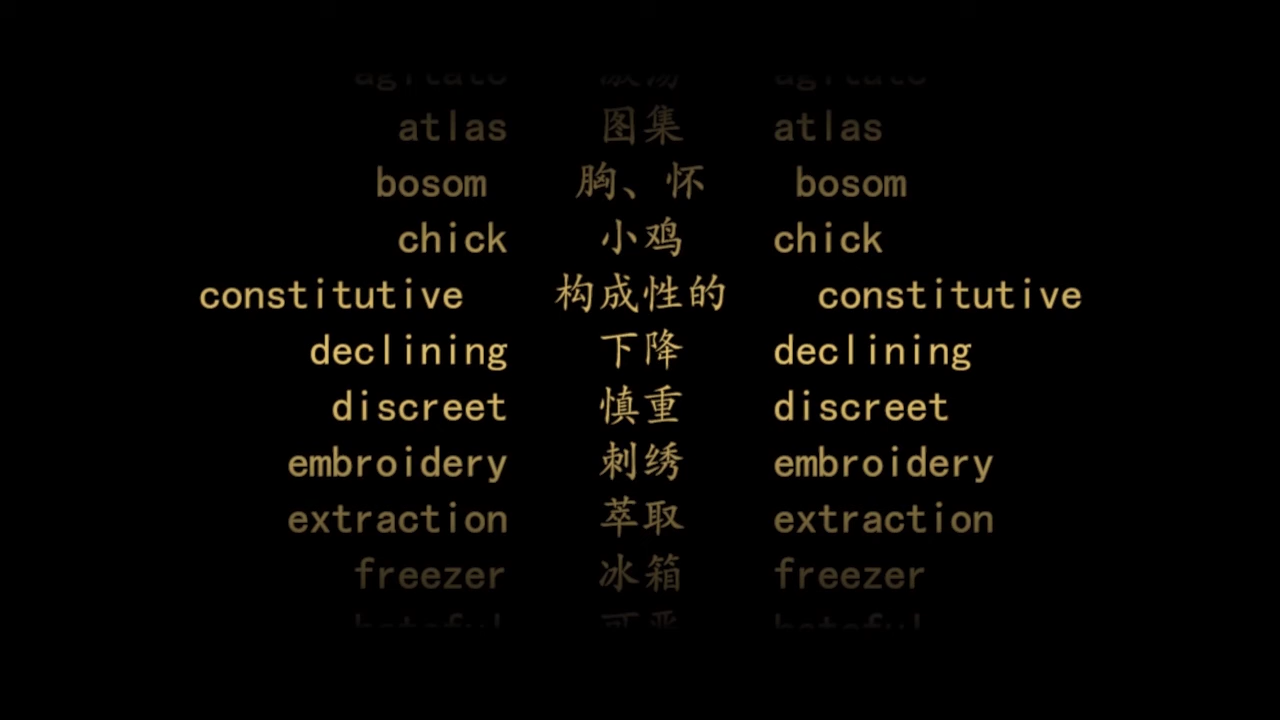 atlas 图集 atlas
bosom 胸、怀 bosom
chick 小鸡 chick
constitutive 构成性的 constitutive
declining 下降 declining
discreet 慎重 discreet
embroidery 刺绣 embroidery
extraction 萃取 extraction
freezer 冰箱 freezer